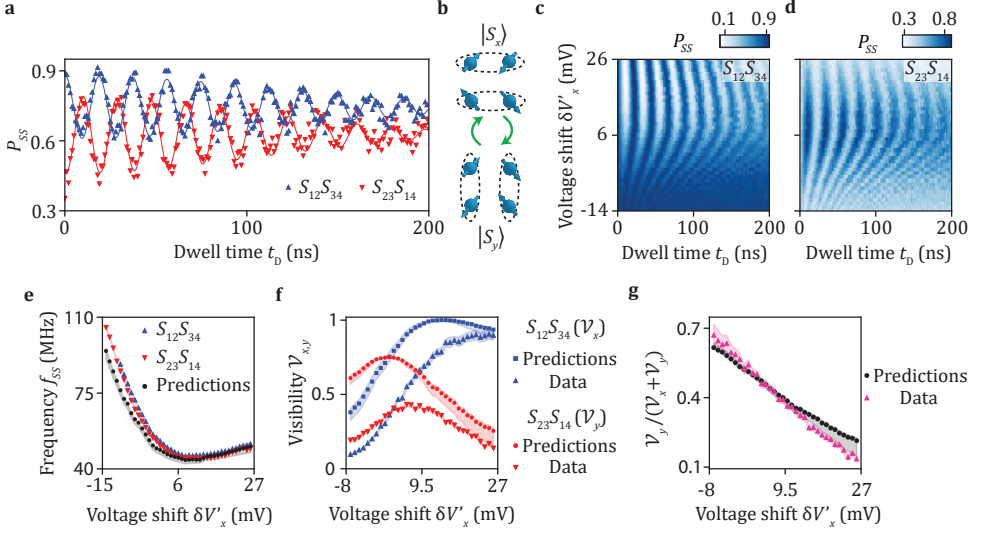 a
0.9
0.6
0.3
P_SS
S₁₂S₃₄
S₂₃S₁₄
0
100
200
Dwell time t_D (ns)
b
|S_x⟩
|S_y⟩
c
0.1 0.9
P_SS
S₁₂S₃₄
26
6
-14
Voltage shift δV'_x (mV)
0
100
200
Dwell time t_D (ns)
d
0.3 0.8
P_SS
S₂₃S₁₄
0
100
200
Dwell time t_D (ns)
e
110
75
40
Frequency f_SS (MHz)
S₁₂S₃₄
S₂₃S₁₄
Predictions
-15
6
27
Voltage shift δV'_x (mV)
f
1
0.5
0
Visibility 𝒱_x,y
-8
9.5
27
Voltage shift δV'_x (mV)
S₁₂S₃₄(𝒱_x)
Predictions
Data
S₂₃S₁₄(𝒱_y)
Predictions
Data
g
0.7
0.4
0.1
𝒱_y/(𝒱_x+𝒱_y)
-8
9.5
27
Voltage shift δV'_x (mV)
Predictions
Data